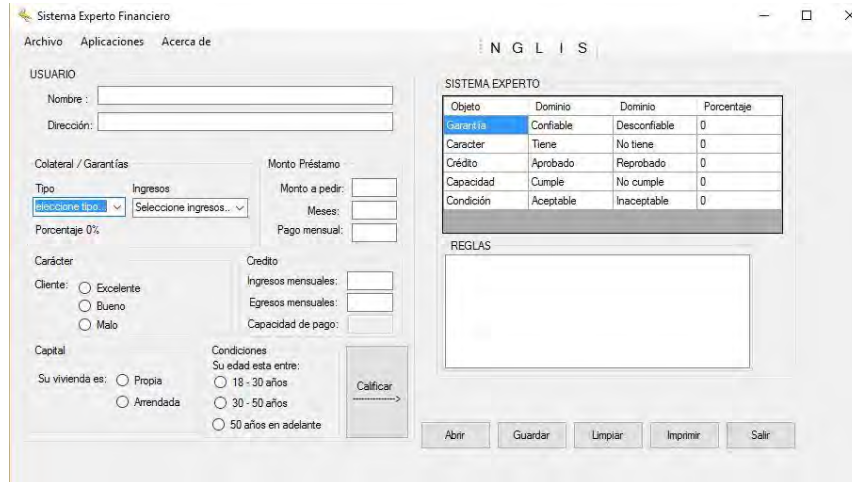 Sistema Experto Financiero
Archivo Aplicaciones Acerca de
N G L I S
USUARIO
Nombre :
Dirección:
Colateral / Garantías
Tipo
Ingresos
eleccione tipo...
Seleccione ingresos...
Porcentaje 0%
Monto Préstamo
Monto a pedir:
Meses:
Pago mensual:
Carácter
Cliente:
Excelente
Bueno
Malo
Credito
Ingresos mensuales:
Egresos mensuales:
Capacidad de pago:
Capital
Su vivienda es:
Propia
Arrendada
Condiciones
Su edad esta entre:
18 - 30 años
30 - 50 años
50 años en adelante
Calificar
------------->
SISTEMA EXPERTO
Objeto Dominio Dominio Porcentaje
Garantía Confiable Desconfiable 0
Caracter Tiene No tiene 0
Crédito Aprobado Reprobado 0
Capacidad Cumple No cumple 0
Condición Aceptable Inaceptable 0
REGLAS
Abrir Guardar Limpiar Imprimir Salir